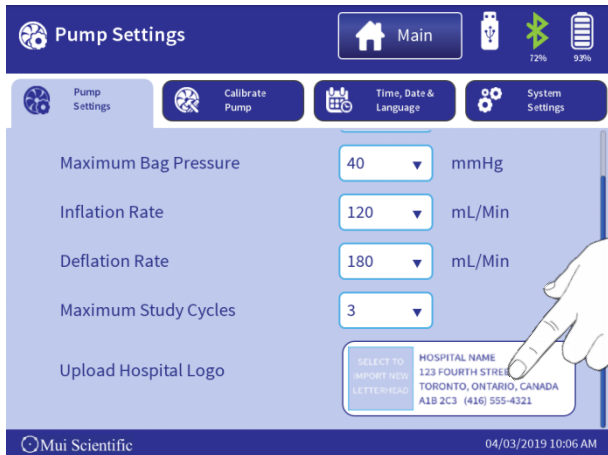 Pump Settings
Main
72%
93%
Pump
Settings
Calibrate
Pump
Time, Date &
Language
System
Settings
Maximum Bag Pressure
40
mmHg
Inflation Rate
120
mL/Min
Deflation Rate
180
mL/Min
Maximum Study Cycles
3
Upload Hospital Logo
SELECT TO
IMPORT NEW
LETTERHEAD
HOSPITAL NAME
123 FOURTH STREE
TORONTO, ONTARIO, CANADA
A1B 2C3 (416) 555-4321
Mui Scientific
04/03/2019 10:06 AM